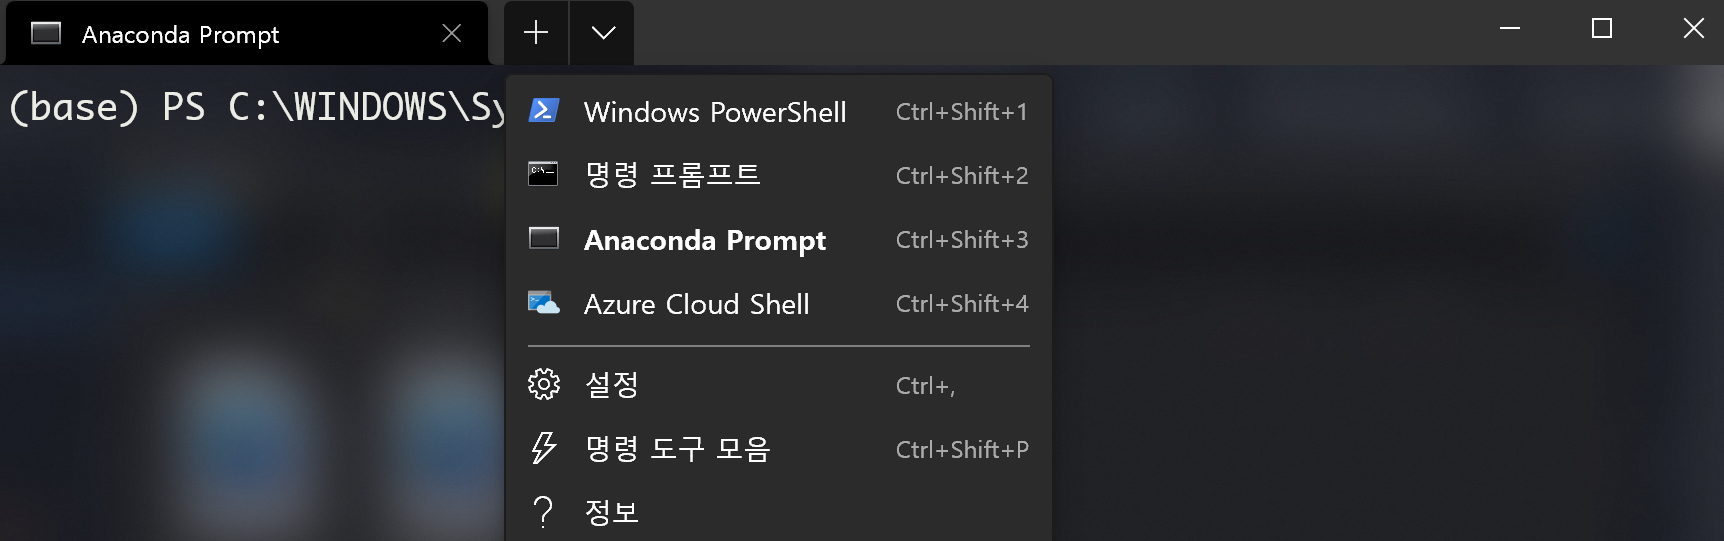 Anaconda Prompt
(base) PS C:\WINDOWS\Sy
Windows PowerShell Ctrl+Shift+1
명령 프롬프트 Ctrl+Shift+2
Anaconda Prompt Ctrl+Shift+3
Azure Cloud Shell Ctrl+Shift+4
설정 Ctrl+,
명령 도구 모음 Ctrl+Shift+P
정보